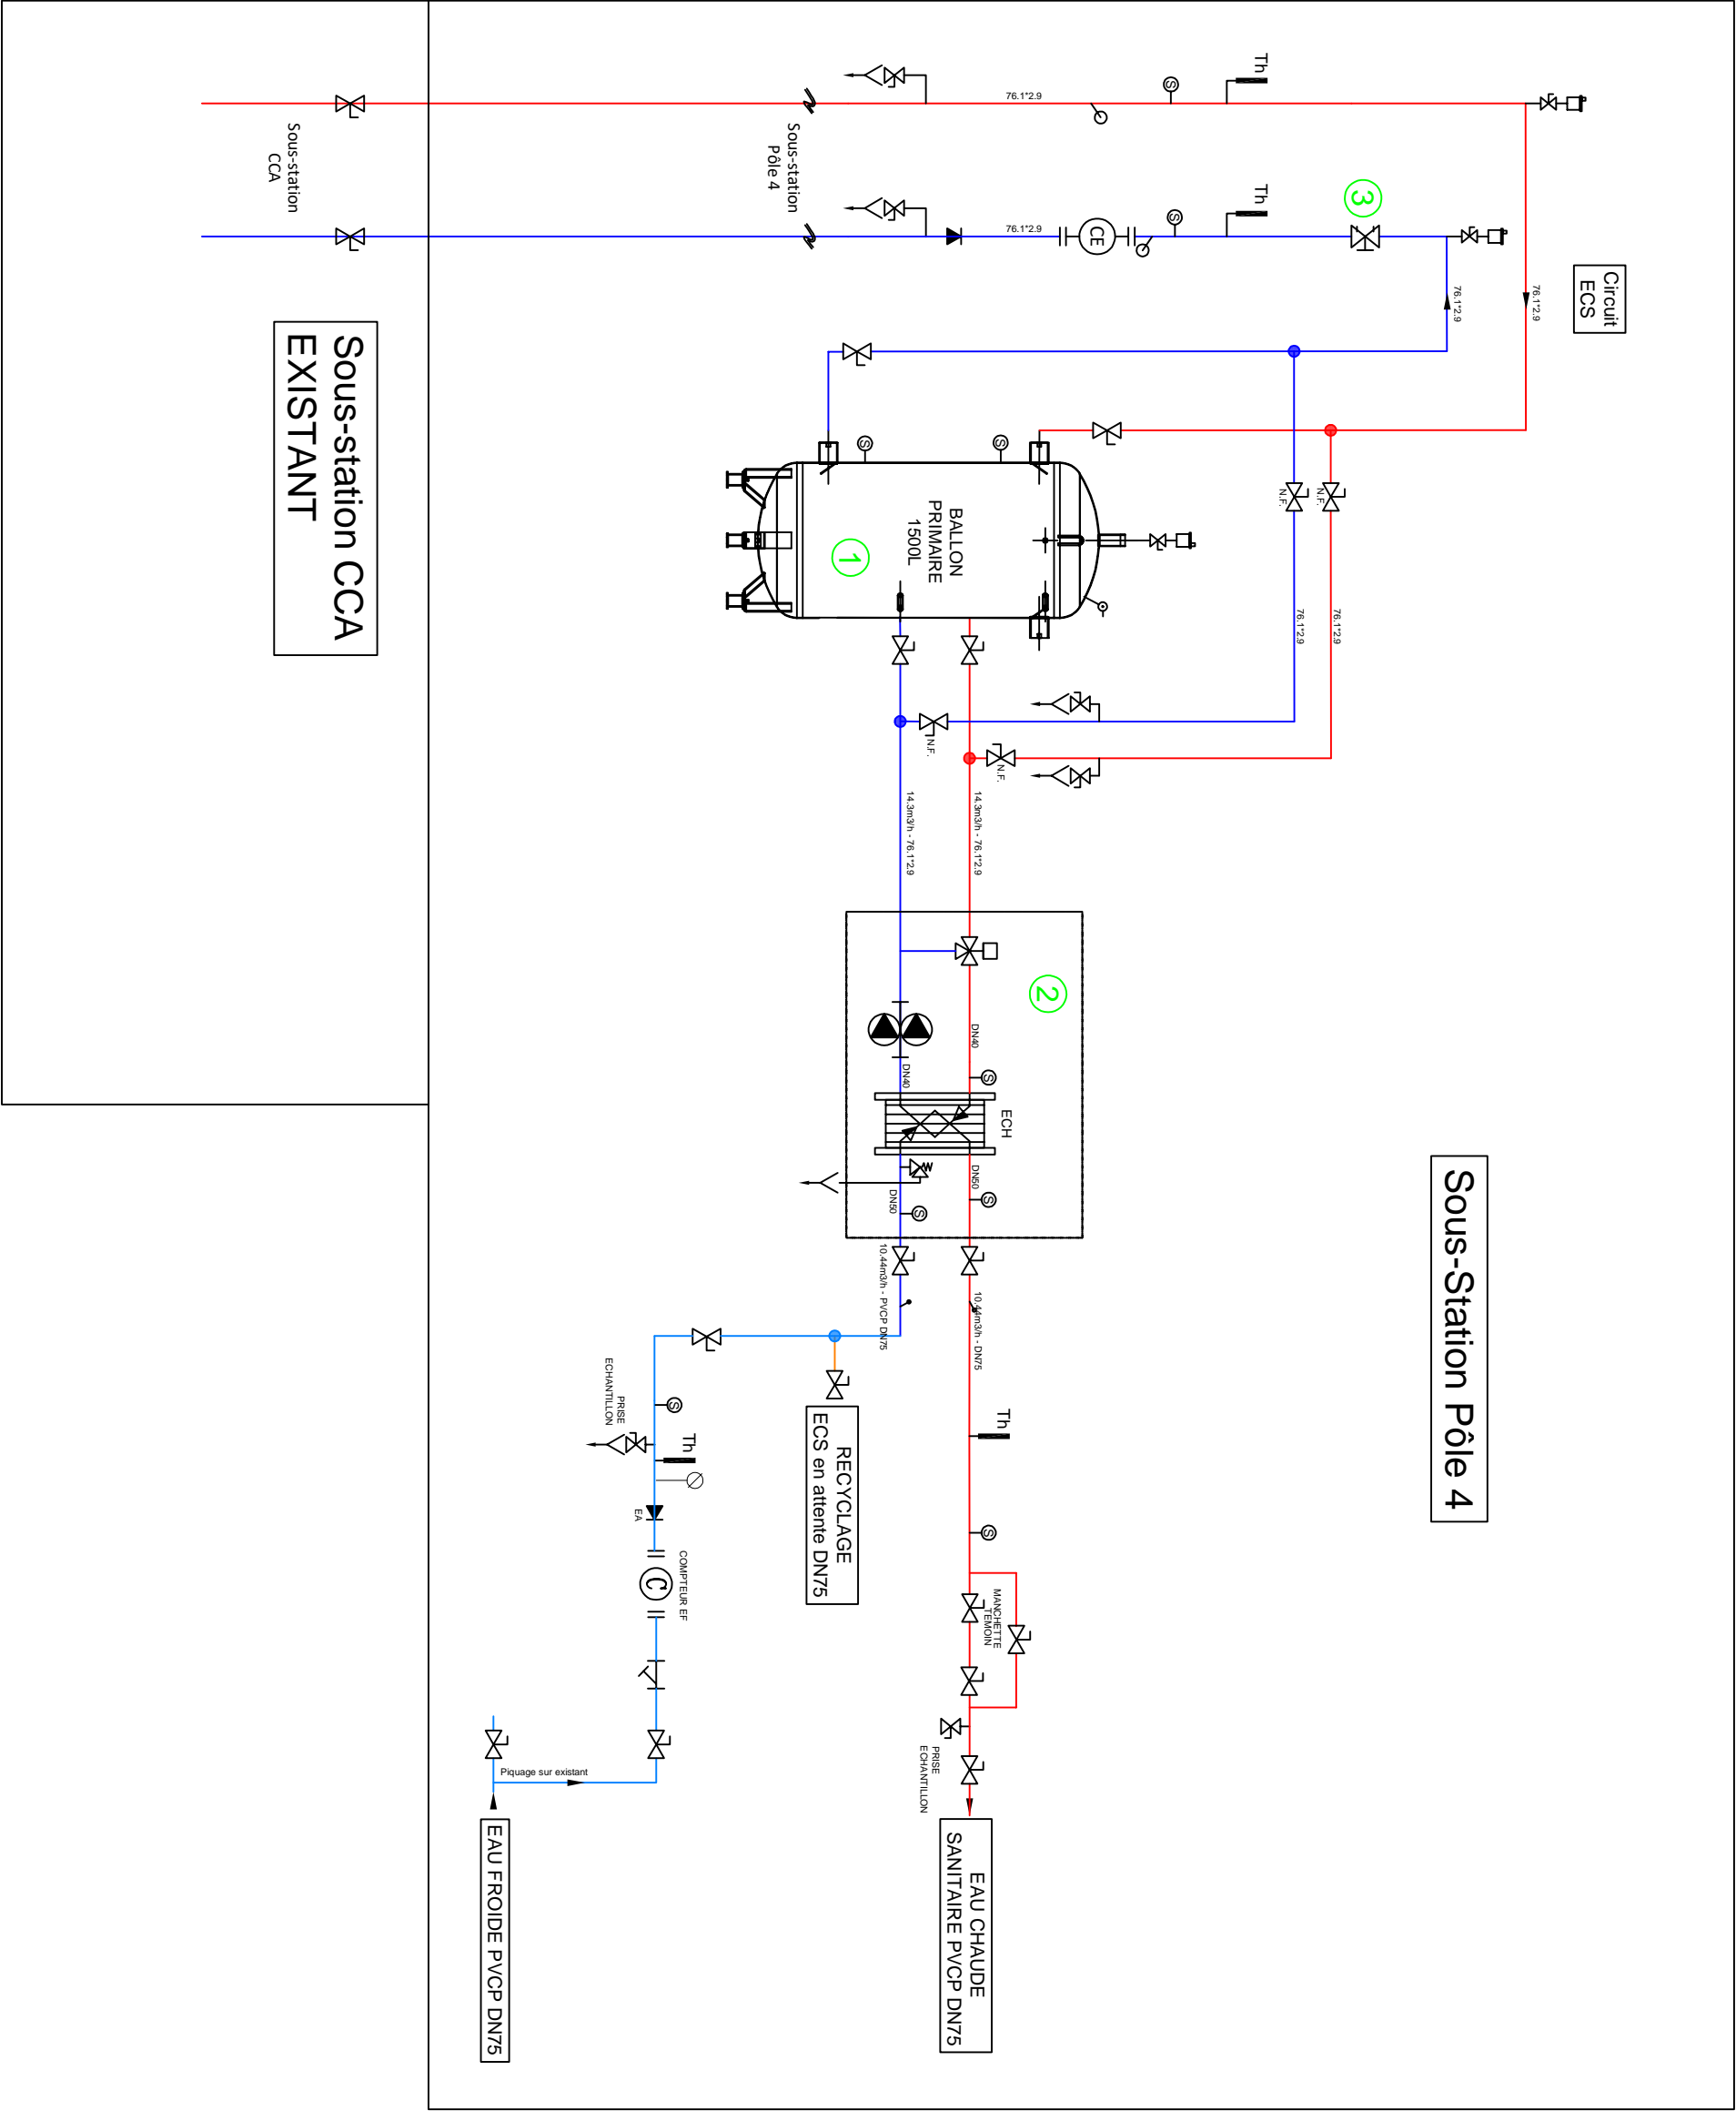 Circuit
ECS
Th
Th
76.1*2.9
76.1*2.9
76.1*2.9
76.1*2.9
S
S
CE
3
Sous-station
Pôle 4
Sous-station
CCA
Sous-station CCA
EXISTANT
Sous-Station Pôle 4
N.F.
N.F.
76.1*2.9
76.1*2.9
S
S
BALLON
PRIMAIRE
1500L
1
N.F.
N.F.
14.3m3/h - 76.1*2.9
14.3m3/h - 76.1*2.9
2
DN40
DN40
S
ECH
DN50
DN50
S
S
10.44m3/h - DN75
10.44m3/h - PVCP DN75
Th
S
MANCHETTE
TEMOIN
PRISE
ECHANTILLON
EAU CHAUDE
SANITAIRE PVCP DN75
RECYCLAGE
ECS en attente DN75
S
PRISE
ECHANTILLON
Th
EA
COMPTEUR EF
C
Piquage sur existant
EAU FROIDE PVCP DN75